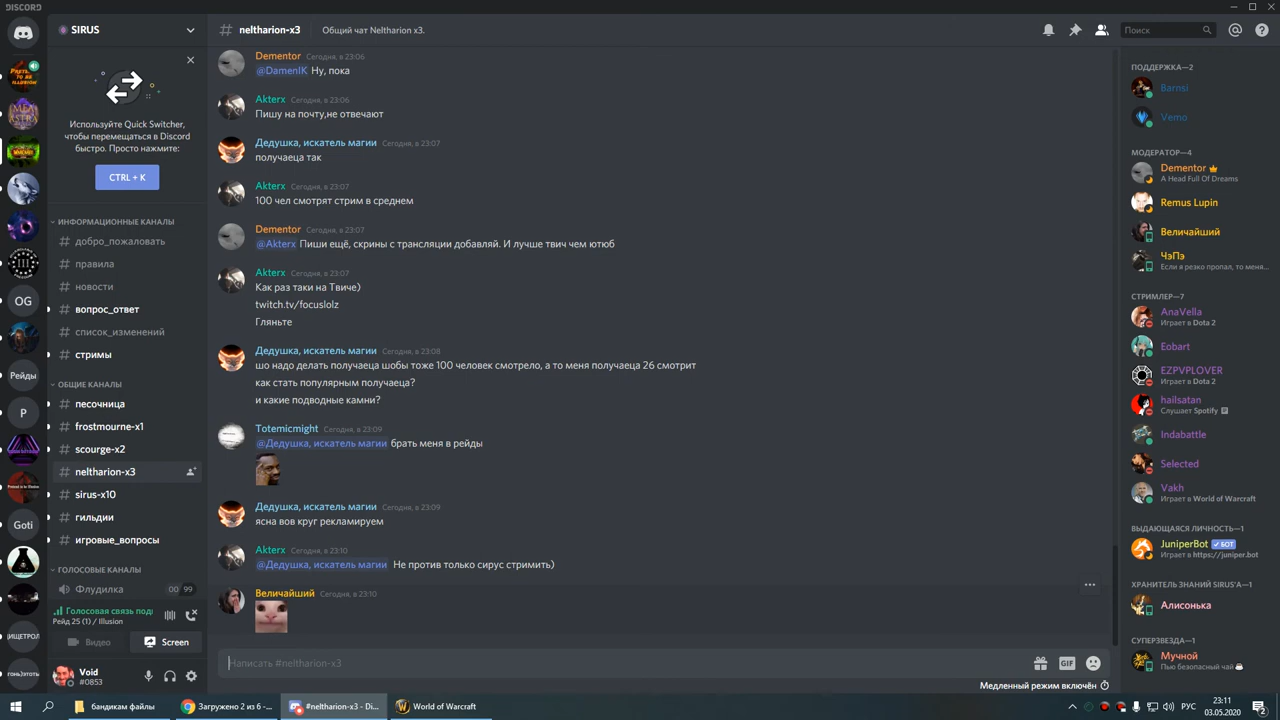 DISCORD
SIRUS
neltharion-x3
Общий чат Neltharion x3.
Поиск
Используйте Quick Switcher,
чтобы перемещаться в Discord
быстро. Просто нажмите:
CTRL + K
ИНФОРМАЦИОННЫЕ КАНАЛЫ
добро_пожаловать
правила
новости
вопрос_ответ
список_изменений
стримы
ОБЩИЕ КАНАЛЫ
песочница
frostmourne-x1
scourge-x2
neltharion-x3
sirus-x10
гильдии
игровые_вопросы
ГОЛОСОВЫЕ КАНАЛЫ
Флудилка
00 99
Голосовая связь под
Рейд 25 (1) / Illusion
Видео
Screen
Void
#0853
OG
Рейды
P
Goti
Dementor Сегодня, в 23:06
@DamenIK Ну, пока
Akterx Сегодня, в 23:06
Пишу на почту,не отвечают
Дедушка, искатель магии Сегодня, в 23:07
получаеца так
Akterx Сегодня, в 23:07
100 чел смотрят стрим в среднем
Dementor Сегодня, в 23:07
@Akterx Пиши ещё, скрины с трансляции добавляй. И лучше твич чем ютюб
Akterx Сегодня, в 23:07
Как раз таки на Твиче)
twitch.tv/focuslolz
Гляньте
Дедушка, искатель магии Сегодня, в 23:08
шо надо делать получаеца шобы тоже 100 человек смотрело, а то меня получаеца 26 смотрит
как стать популярным получаеца?
и какие подводные камни?
Totemicmight Сегодня, в 23:09
@Дедушка, искатель магии брать меня в рейды
Дедушка, искатель магии Сегодня, в 23:09
ясна вов круг рекламируем
Akterx Сегодня, в 23:10
@Дедушка, искатель магии Не против только сирус стримить)
Величайший Сегодня, в 23:10
Написать #neltharion-x3
GIF
Медленный режим включён
ПОДДЕРЖКА—2
Barnsl
Vemo
МОДЕРАТОР—4
Dementor
A Head Full Of Dreams
Remus Lupin
Величайший
ЧэПэ
Если я резко пропал, то меня...
СТРИМЛЕР—7
AnaVella
Играет в Dota 2
Eobart
EZPVPLOVER
Играет в Dota 2
hailsatan
Слушает Spotify
Indabattle
Selected
Vakh
Играет в World of Warcraft
ВЫДАЮЩАЯСЯ ЛИЧНОСТЬ—1
JuniperBot БОТ
Играет в https://juniper.bot
ХРАНИТЕЛЬ ЗНАНИЙ SIRUS'А—1
Алисонька
СУПЕРЗВЕЗДА—1
Мучной
Пью безопасный чай
бандикам файлы
Загружено 2 из 6 -...
#neltharion-x3 - Di...
World of Warcraft
РУС
23:11
03.05.2020
2